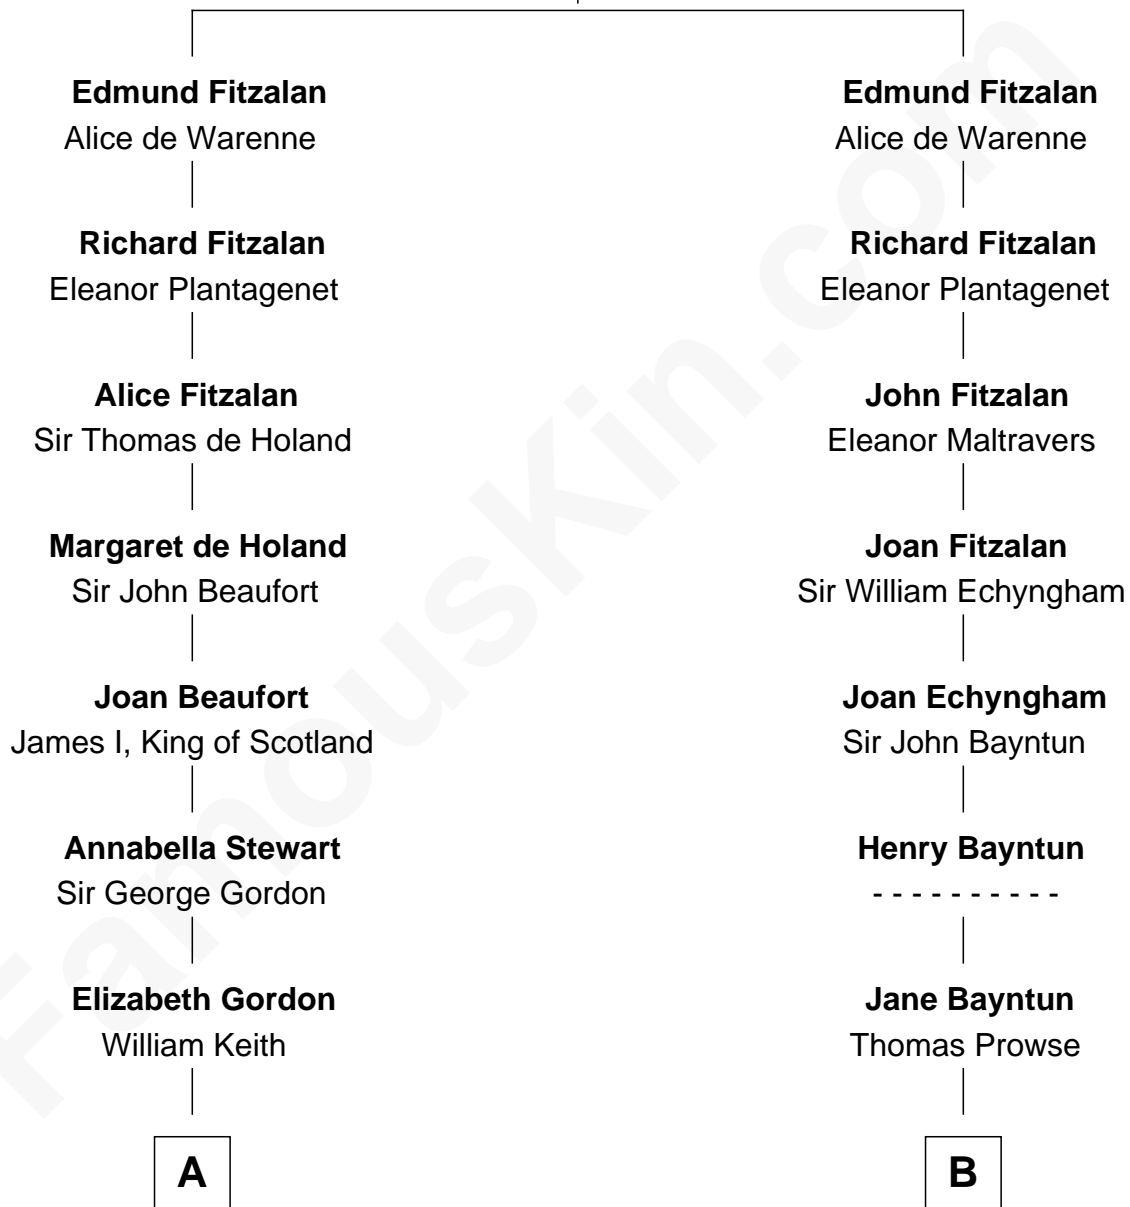 Edmund Fitzalan
Alice de Warenne
Richard Fitzalan
Eleanor Plantagenet
Alice Fitzalan
Sir Thomas de Holand
Margaret de Holand
Sir John Beaufort
Joan Beaufort
James I, King of Scotland
Annabella Stewart
Sir George Gordon
Elizabeth Gordon
William Keith
A
Edmund Fitzalan
Alice de Warenne
Richard Fitzalan
Eleanor Plantagenet
John Fitzalan
Eleanor Maltravers
Joan Fitzalan
Sir William Echyngham
Joan Echyngham
Sir John Bayntun
Henry Bayntun
- - - - - - - - - -
Jane Bayntun
Thomas Prowse
B
FamousKin.com